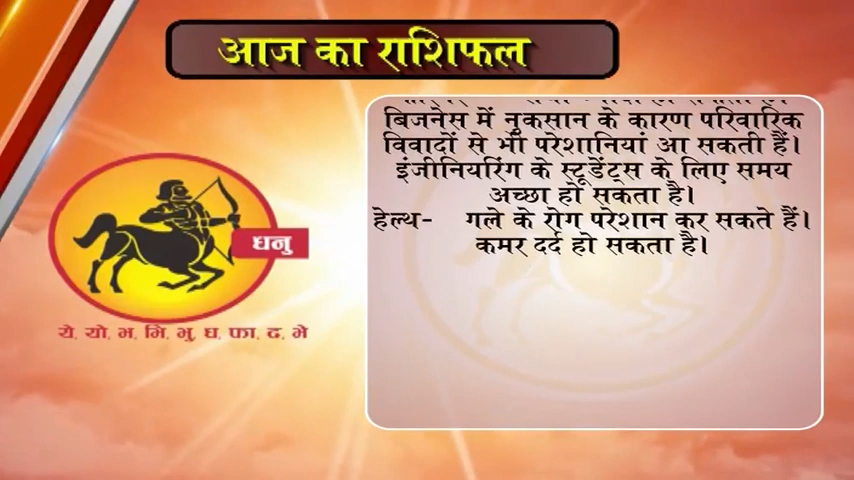 आज का राशिफल
बिजनेस में नुकसान के कारण परिवारिक
विवादों से भी परेशानियां आ सकती हैं।
इंजीनियरिंग के स्टूडेंट्स के लिए समय
अच्छा हो सकता है।
हेल्थ- गले के रोग परेशान कर सकते हैं।
कमर दर्द हो सकता है।
धनु
ये, यो, भ, भि, भु, ध, फा, ढ, भे